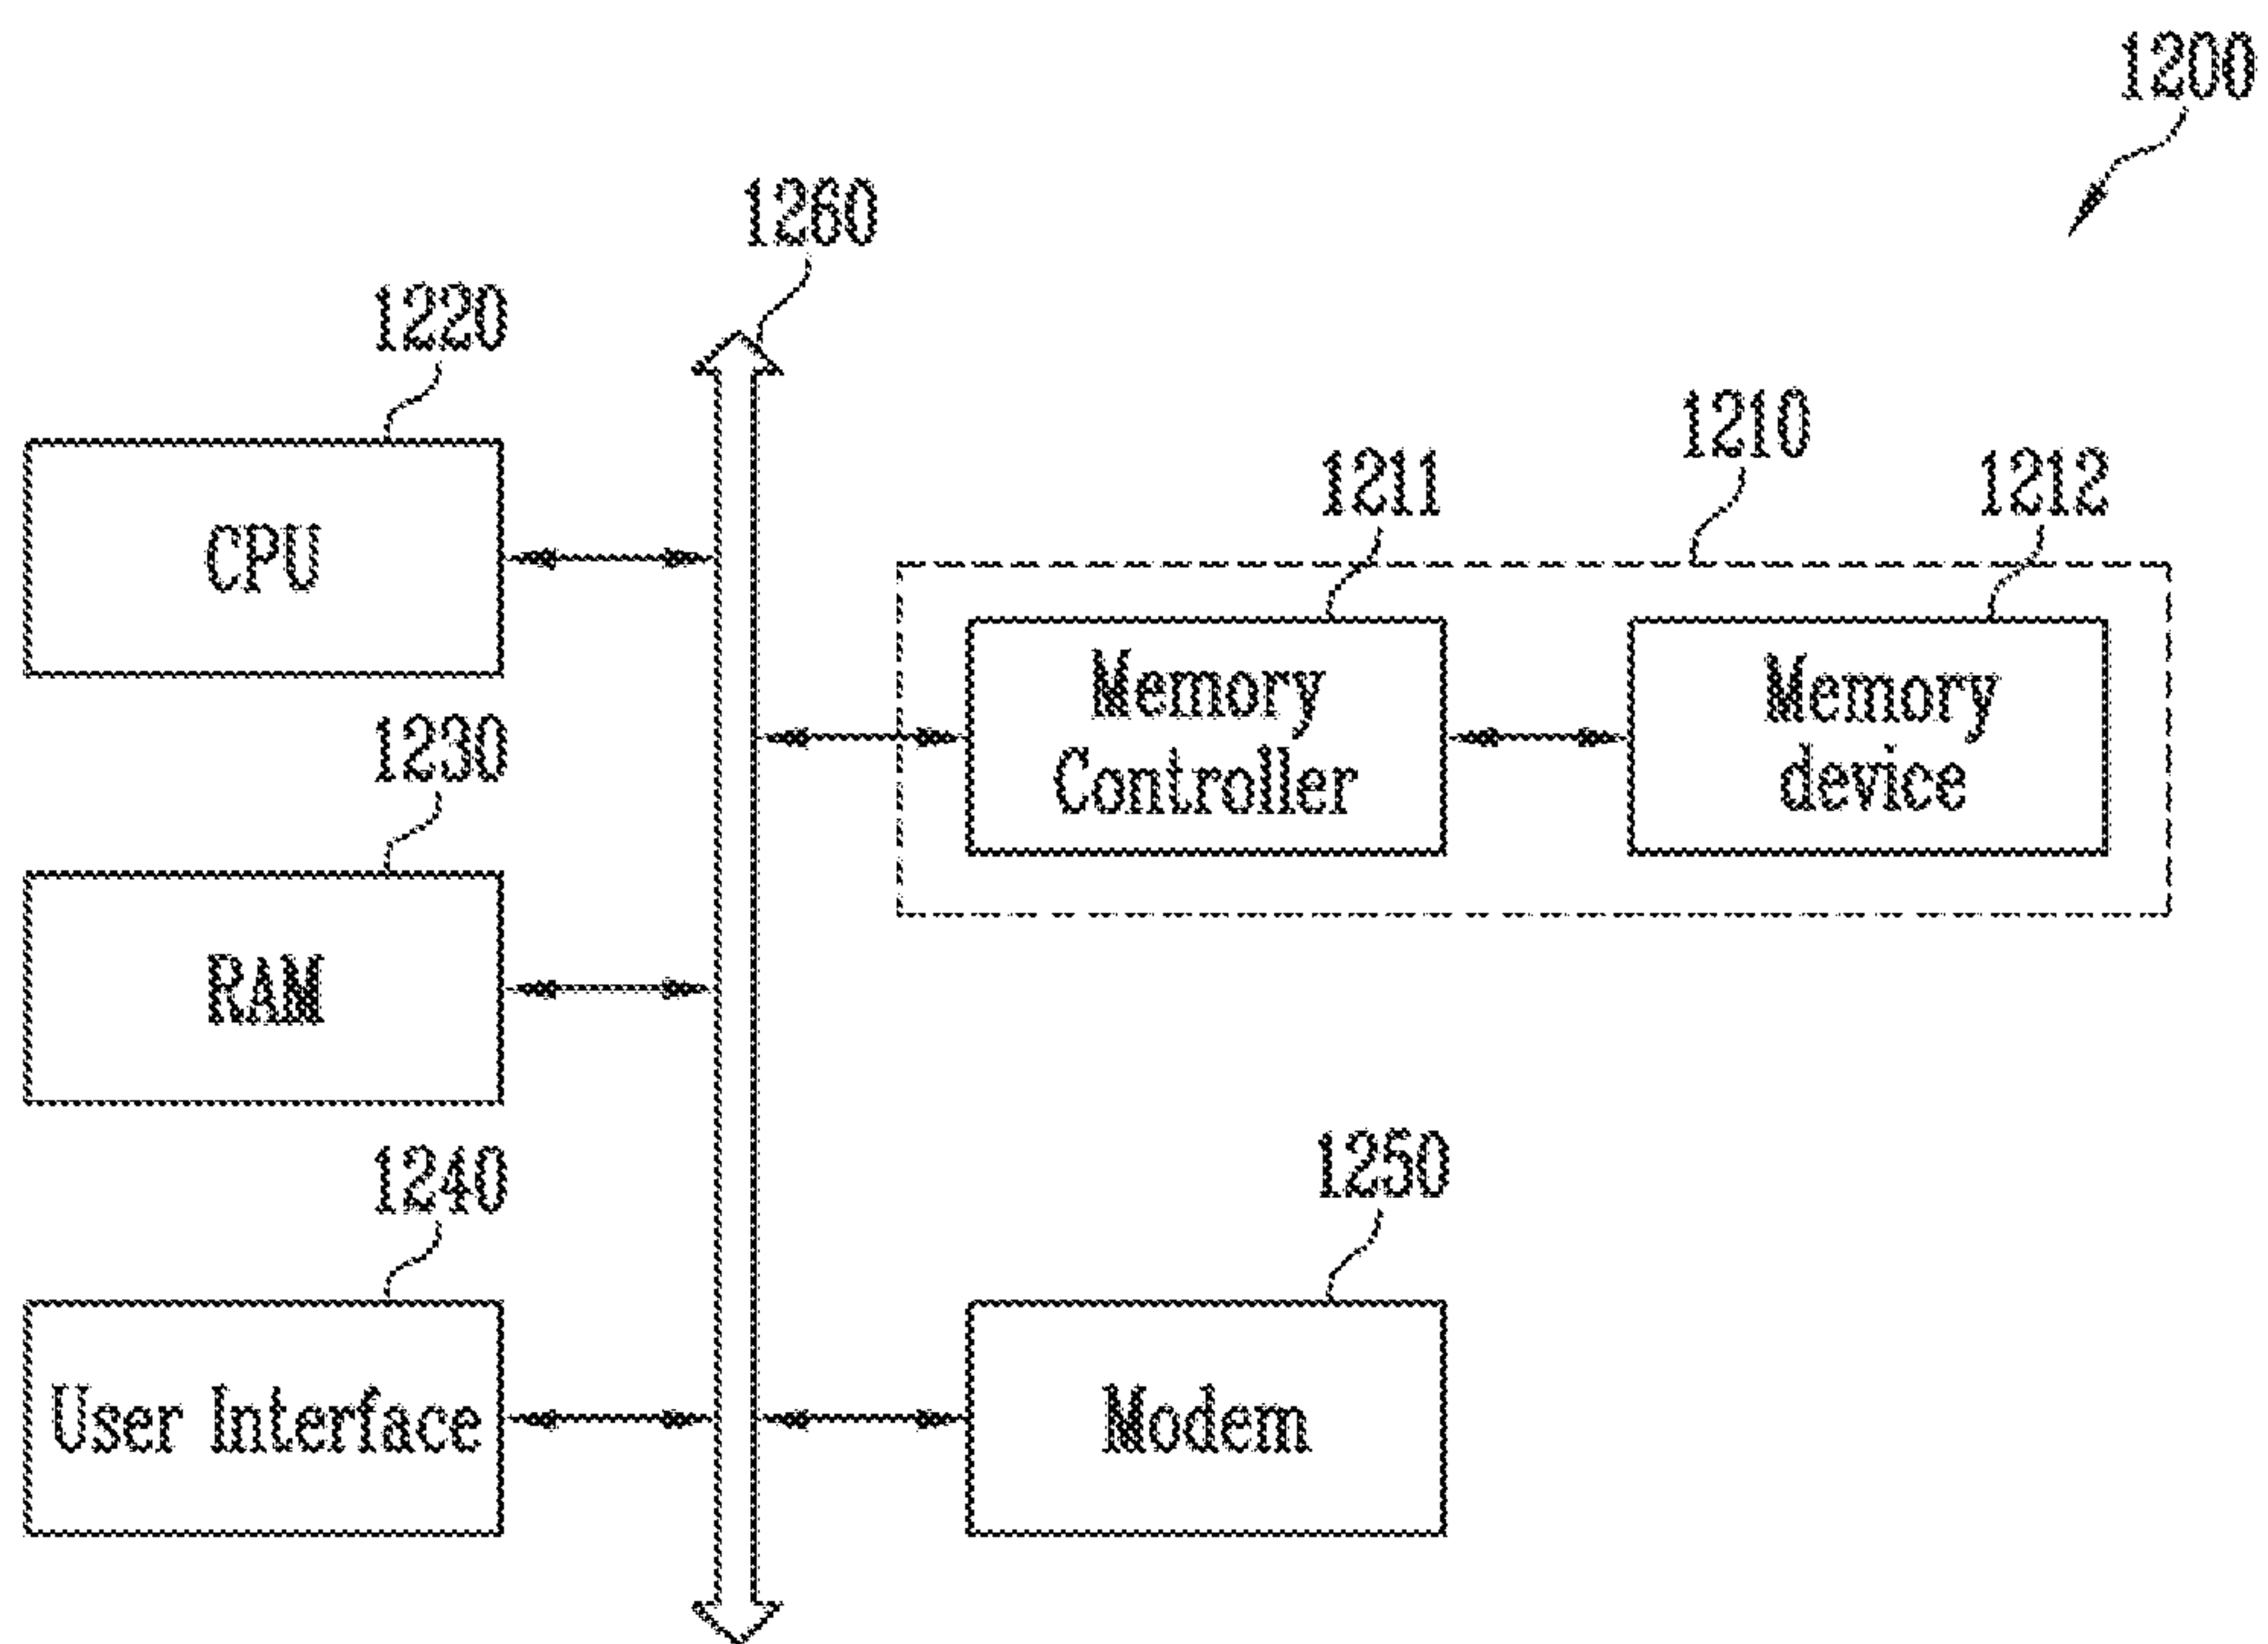 1200
1260
1220
1210
1211
1212
CPU
Memory
Controller
Memory
device
1230
RAM
1240
1250
User Interface
Modem